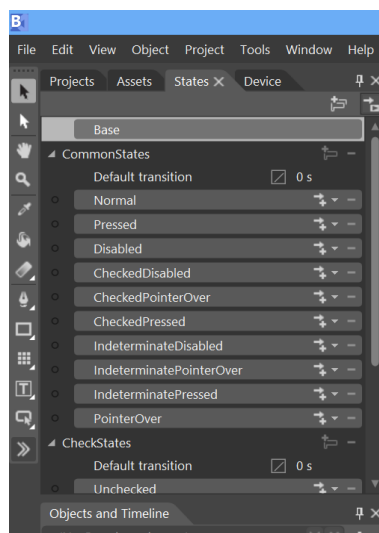 B
File Edit View Object Project Tools Window Help
Projects Assets States Device
Base
CommonStates
Default transition 0 s
Normal
Pressed
Disabled
CheckedDisabled
CheckedPointerOver
CheckedPressed
IndeterminateDisabled
IndeterminatePointerOver
IndeterminatePressed
PointerOver
CheckStates
Default transition 0 s
Unchecked
Objects and Timeline